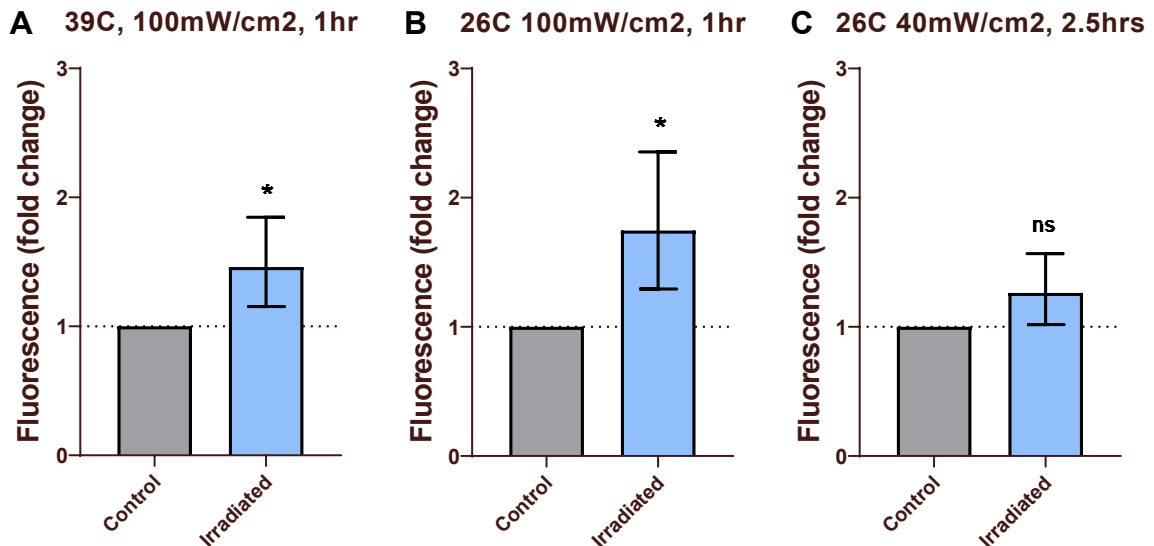 A 39C, 100mW/cm2, 1hr
Fluorescence (fold change)
3
2
1
0
*
Control
Irradiated
B 26C 100mW/cm2, 1hr
Fluorescence (fold change)
3
2
1
0
*
Control
Irradiated
C 26C 40mW/cm2, 2.5hrs
Fluorescence (fold change)
3
2
1
0
ns
Control
Irradiated